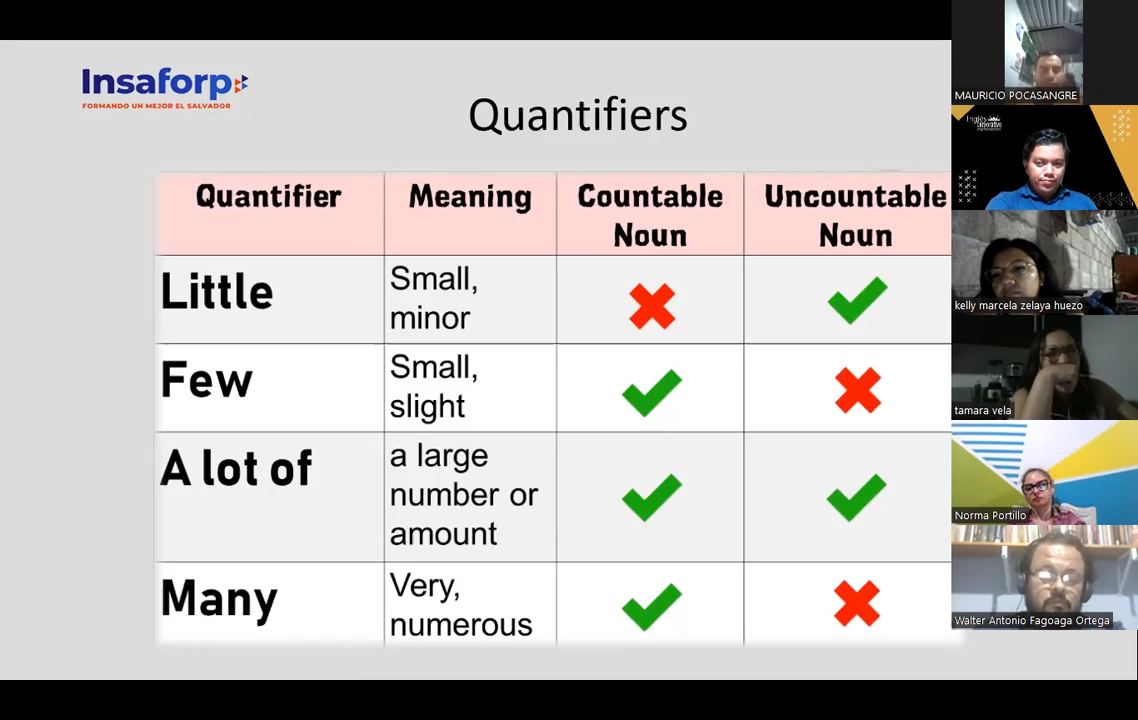 Insaforp
FORMANDO UN MEJOR EL SALVADOR
Quantifiers
Quantifier Meaning Countable Noun Uncountable Noun
Little Small, minor
Few Small, slight
A lot of a large number or amount
Many Very, numerous
MAURICIO POCASANGRE
Inglés
corporativo
kelly marcela zelaya huezo
tamara vela
Norma Portillo
Walter Antonio Fagoaga Ortega